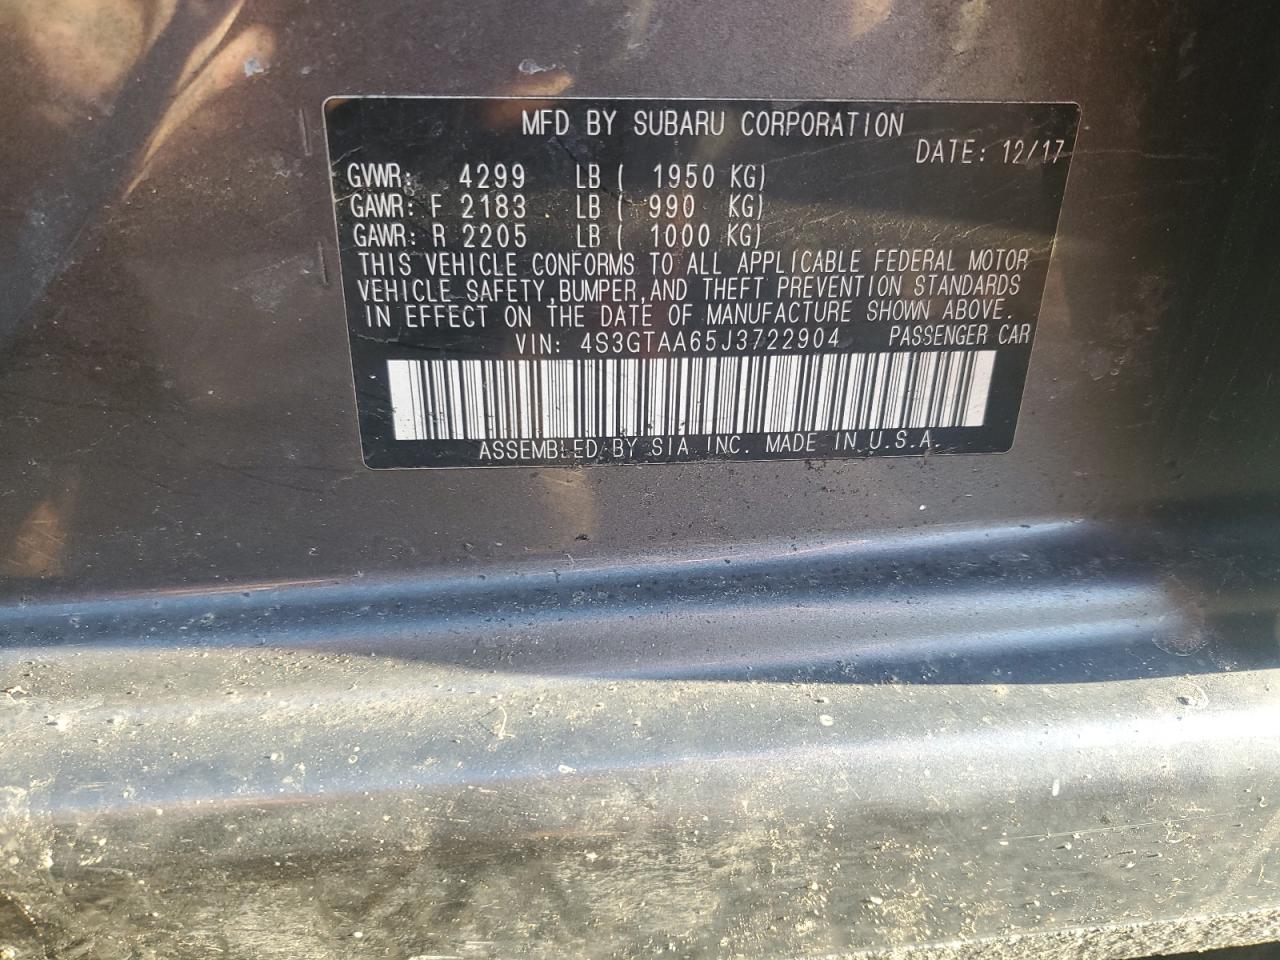 MFD BY SUBARU CORPORATION
DATE: 12/17
GVWR: 4299 LB ( 1950 KG)
GAWR: F 2183 LB ( 990 KG)
GAWR: R 2205 LB ( 1000 KG)
THIS VEHICLE CONFORMS TO ALL APPLICABLE FEDERAL MOTOR
VEHICLE SAFETY, BUMPER, AND THEFT PREVENTION STANDARDS
IN EFFECT ON THE DATE OF MANUFACTURE SHOWN ABOVE.
VIN: 4S3GTAA65J3722904 PASSENGER CAR
ASSEMBLED BY SIA INC. MADE IN U.S.A.